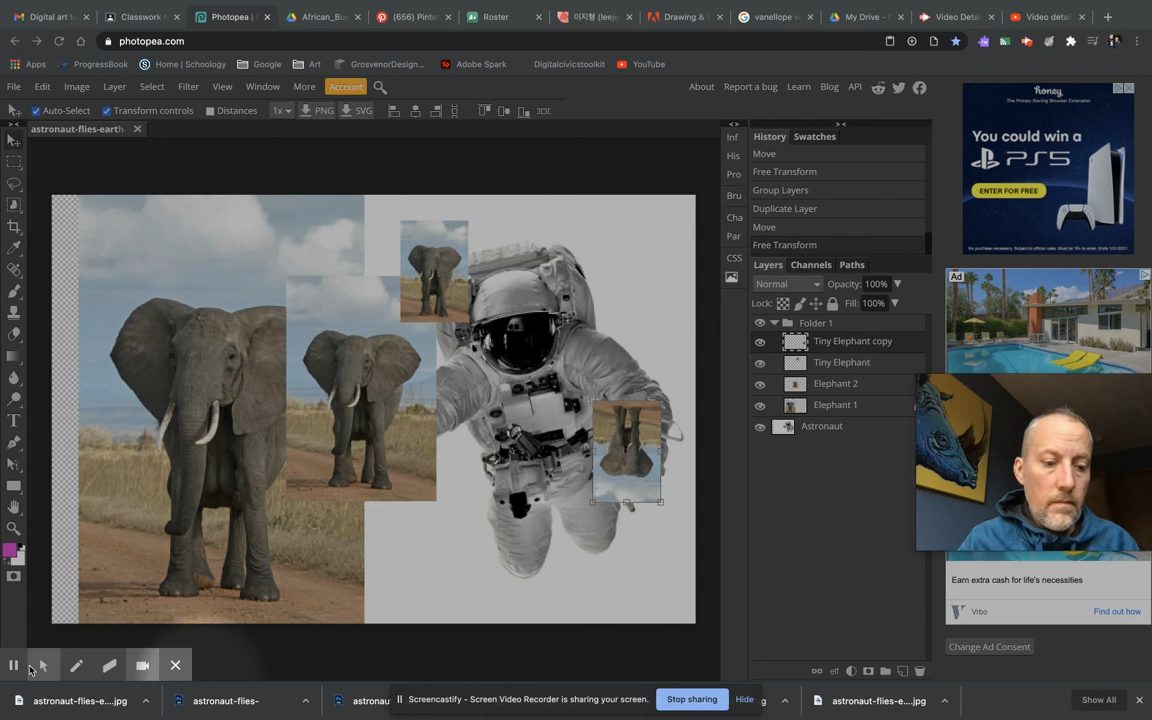 Digital art tu
Classwork f
Photopea |
African_Bu
(656) Pinte
Roster
이지형 (leeje
Drawing & V
vanellope v
My Drive - G
Video Detai
Video detail
photopea.com
Apps
ProgressBook
Home | Schoology
Google
Art
GrosvenorDesign...
Adobe Spark
Digitalcivicstoolkit
YouTube
File
Edit
Image
Layer
Select
Filter
View
Window
More
Account
About
Report a bug
Learn
Blog
API
Auto-Select
Transform controls
Distances
1x
PNG
SVG
astronaut-flies-earth
Inf
His
Pro
Bru
Cha
Par
CSS
History
Swatches
Move
Free Transform
Group Layers
Duplicate Layer
Move
Free Transform
Layers
Channels
Paths
Normal
Opacity: 100%
Lock:
Fill: 100%
Folder 1
Tiny Elephant copy
Tiny Elephant
Elephant 2
Elephant 1
Astronaut
honey
You could win a
PS5
ENTER FOR FREE
Ad
Earn extra cash for life's necessities
Vrbo
Find out how
Change Ad Consent
astronaut-flies-e....jpg
astronaut-flies-
astronau
Screencastify - Screen Video Recorder is sharing your screen.
Stop sharing
Hide
g
astronaut-flies-e....jpg
Show All